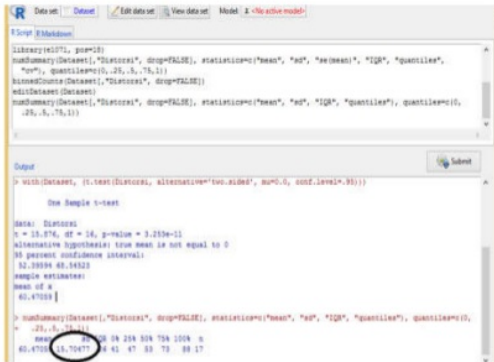 Data set: Dataset Edit data set View data set Model: Σ <No active model>
R Script R Markdown
library(e1071, pos=18)
numSummary(Dataset[,"Distorsi", drop=FALSE], statistics=c("mean", "sd", "se(mean)", "IQR", "quantiles",
"cv"), quantiles=c(0,.25,.5,.75,1))
binnedCounts(Dataset[,"Distorsi", drop=FALSE])
editDataset(Dataset)
numSummary(Dataset[,"Distorsi", drop=FALSE], statistics=c("mean", "sd", "IQR", "quantiles"), quantiles=c(0,
.25,.5,.75,1))
Output
Submit
> with(Dataset, (t.test(Distorsi, alternative='two.sided', mu=0.0, conf.level=.95)))
One Sample t-test
data: Distorsi
t = 15.876, df = 16, p-value = 3.253e-11
alternative hypothesis: true mean is not equal to 0
95 percent confidence interval:
52.39594 68.54523
sample estimates:
mean of x
60.47059
> numSummary(Dataset[,"Distorsi", drop=FALSE], statistics=c("mean", "sd", "IQR", "quantiles"), quantiles=c(0,
+ .25,.5,.75,1))
mean sd IQR 0% 25% 50% 75% 100% n
60.47059 15.70477 41 47 53 73 88 17